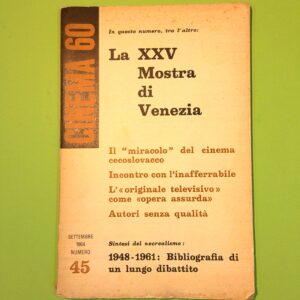 CINEMA 60
In questo numero, tra l'altro:
La XXV
Mostra
di
Venezia
Il "miracolo" del cinema
cecoslovacco
Incontro con l'inafferrabile
L'«originale televisivo»
come «opera assurda»
Autori senza qualità
SETTEMBRE
1964
NUMERO
45
Sintesi del neorealismo:
1948-1961: Bibliografia di
un lungo dibattito